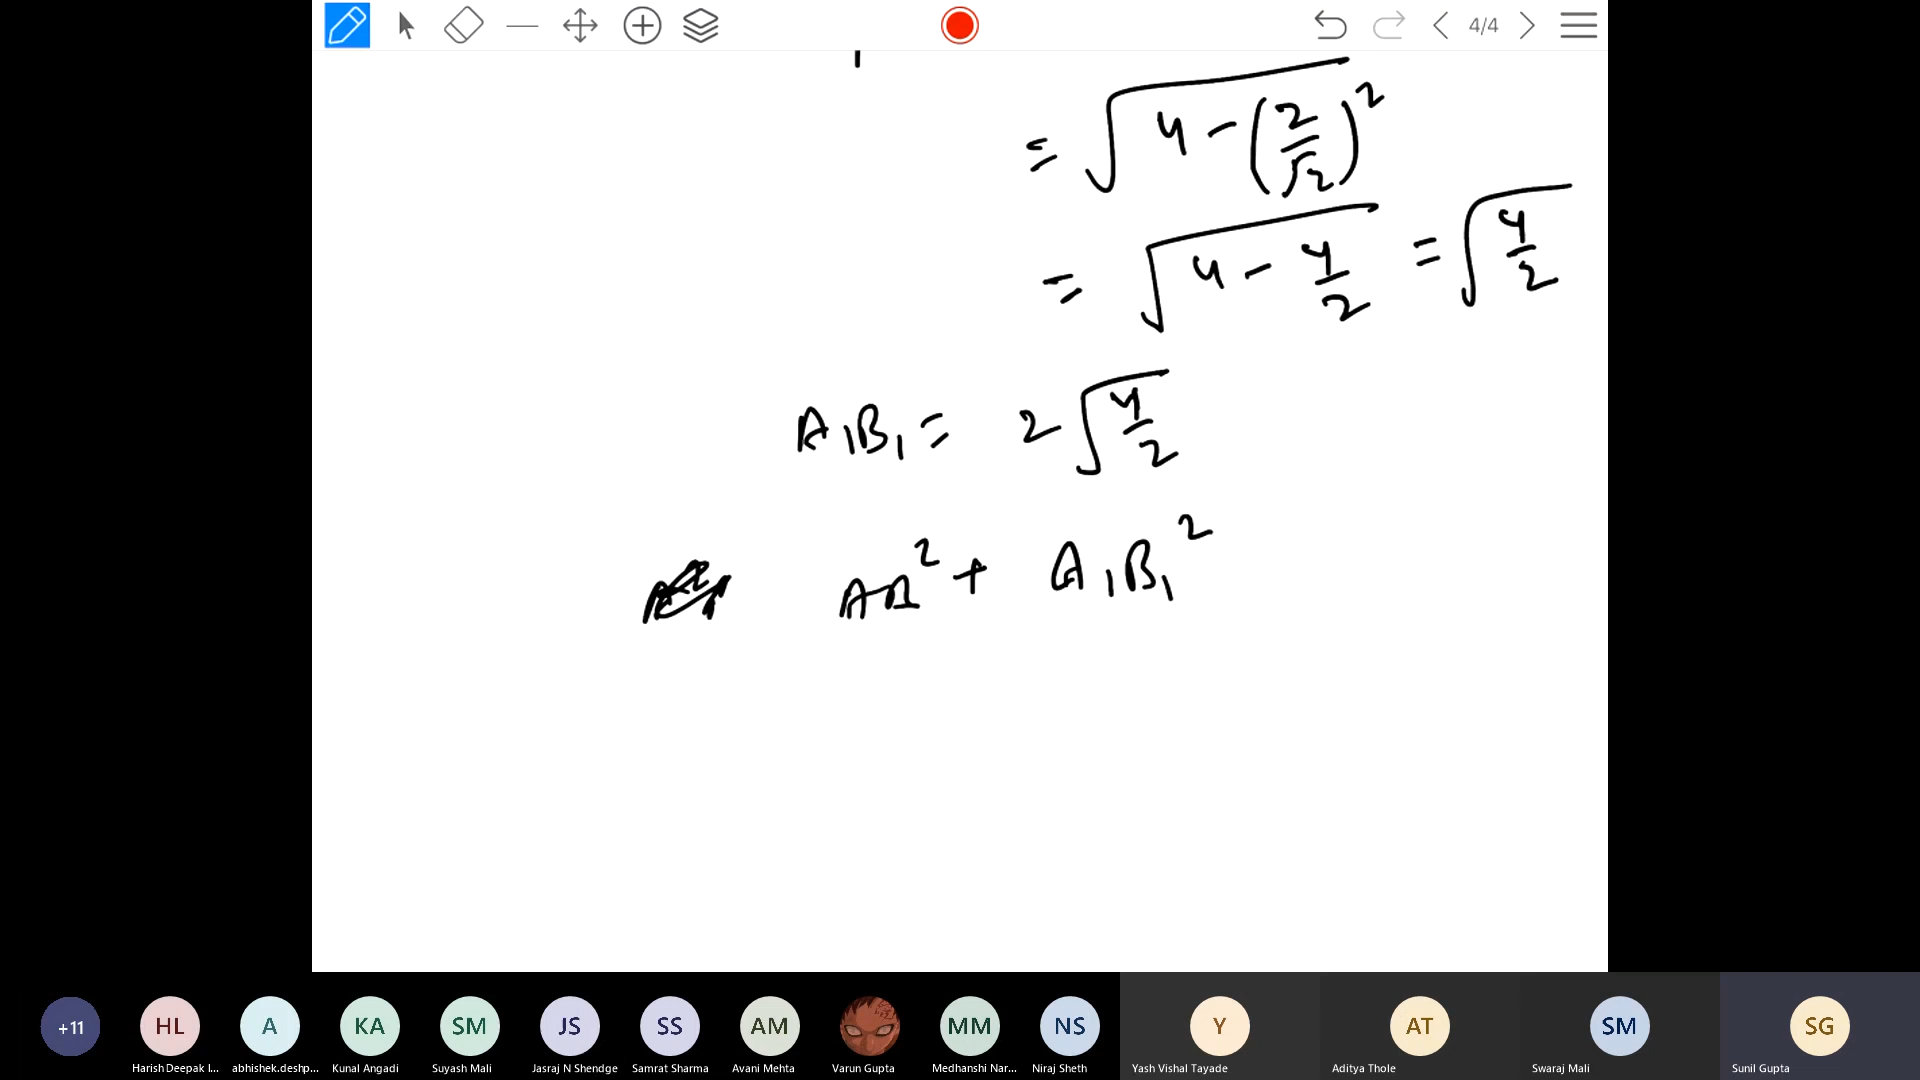 4/4
= √(4 - (2/√2)²)
= √(4 - 4/2) = √(4/2)
A₁B₁ = 2√(4/2)
AB² + A₁B₁²
+11 HL A KA SM JS SS AM MM NS Y AT SM SG
Harish Deepak I... abhishek.deshp... Kunal Angadi Suyash Mali Jasraj N Shendge Samrat Sharma Avani Mehta Varun Gupta Medhanshi Nar... Niraj Sheth Yash Vishal Tayade Aditya Thole Swaraj Mali Sunil Gupta